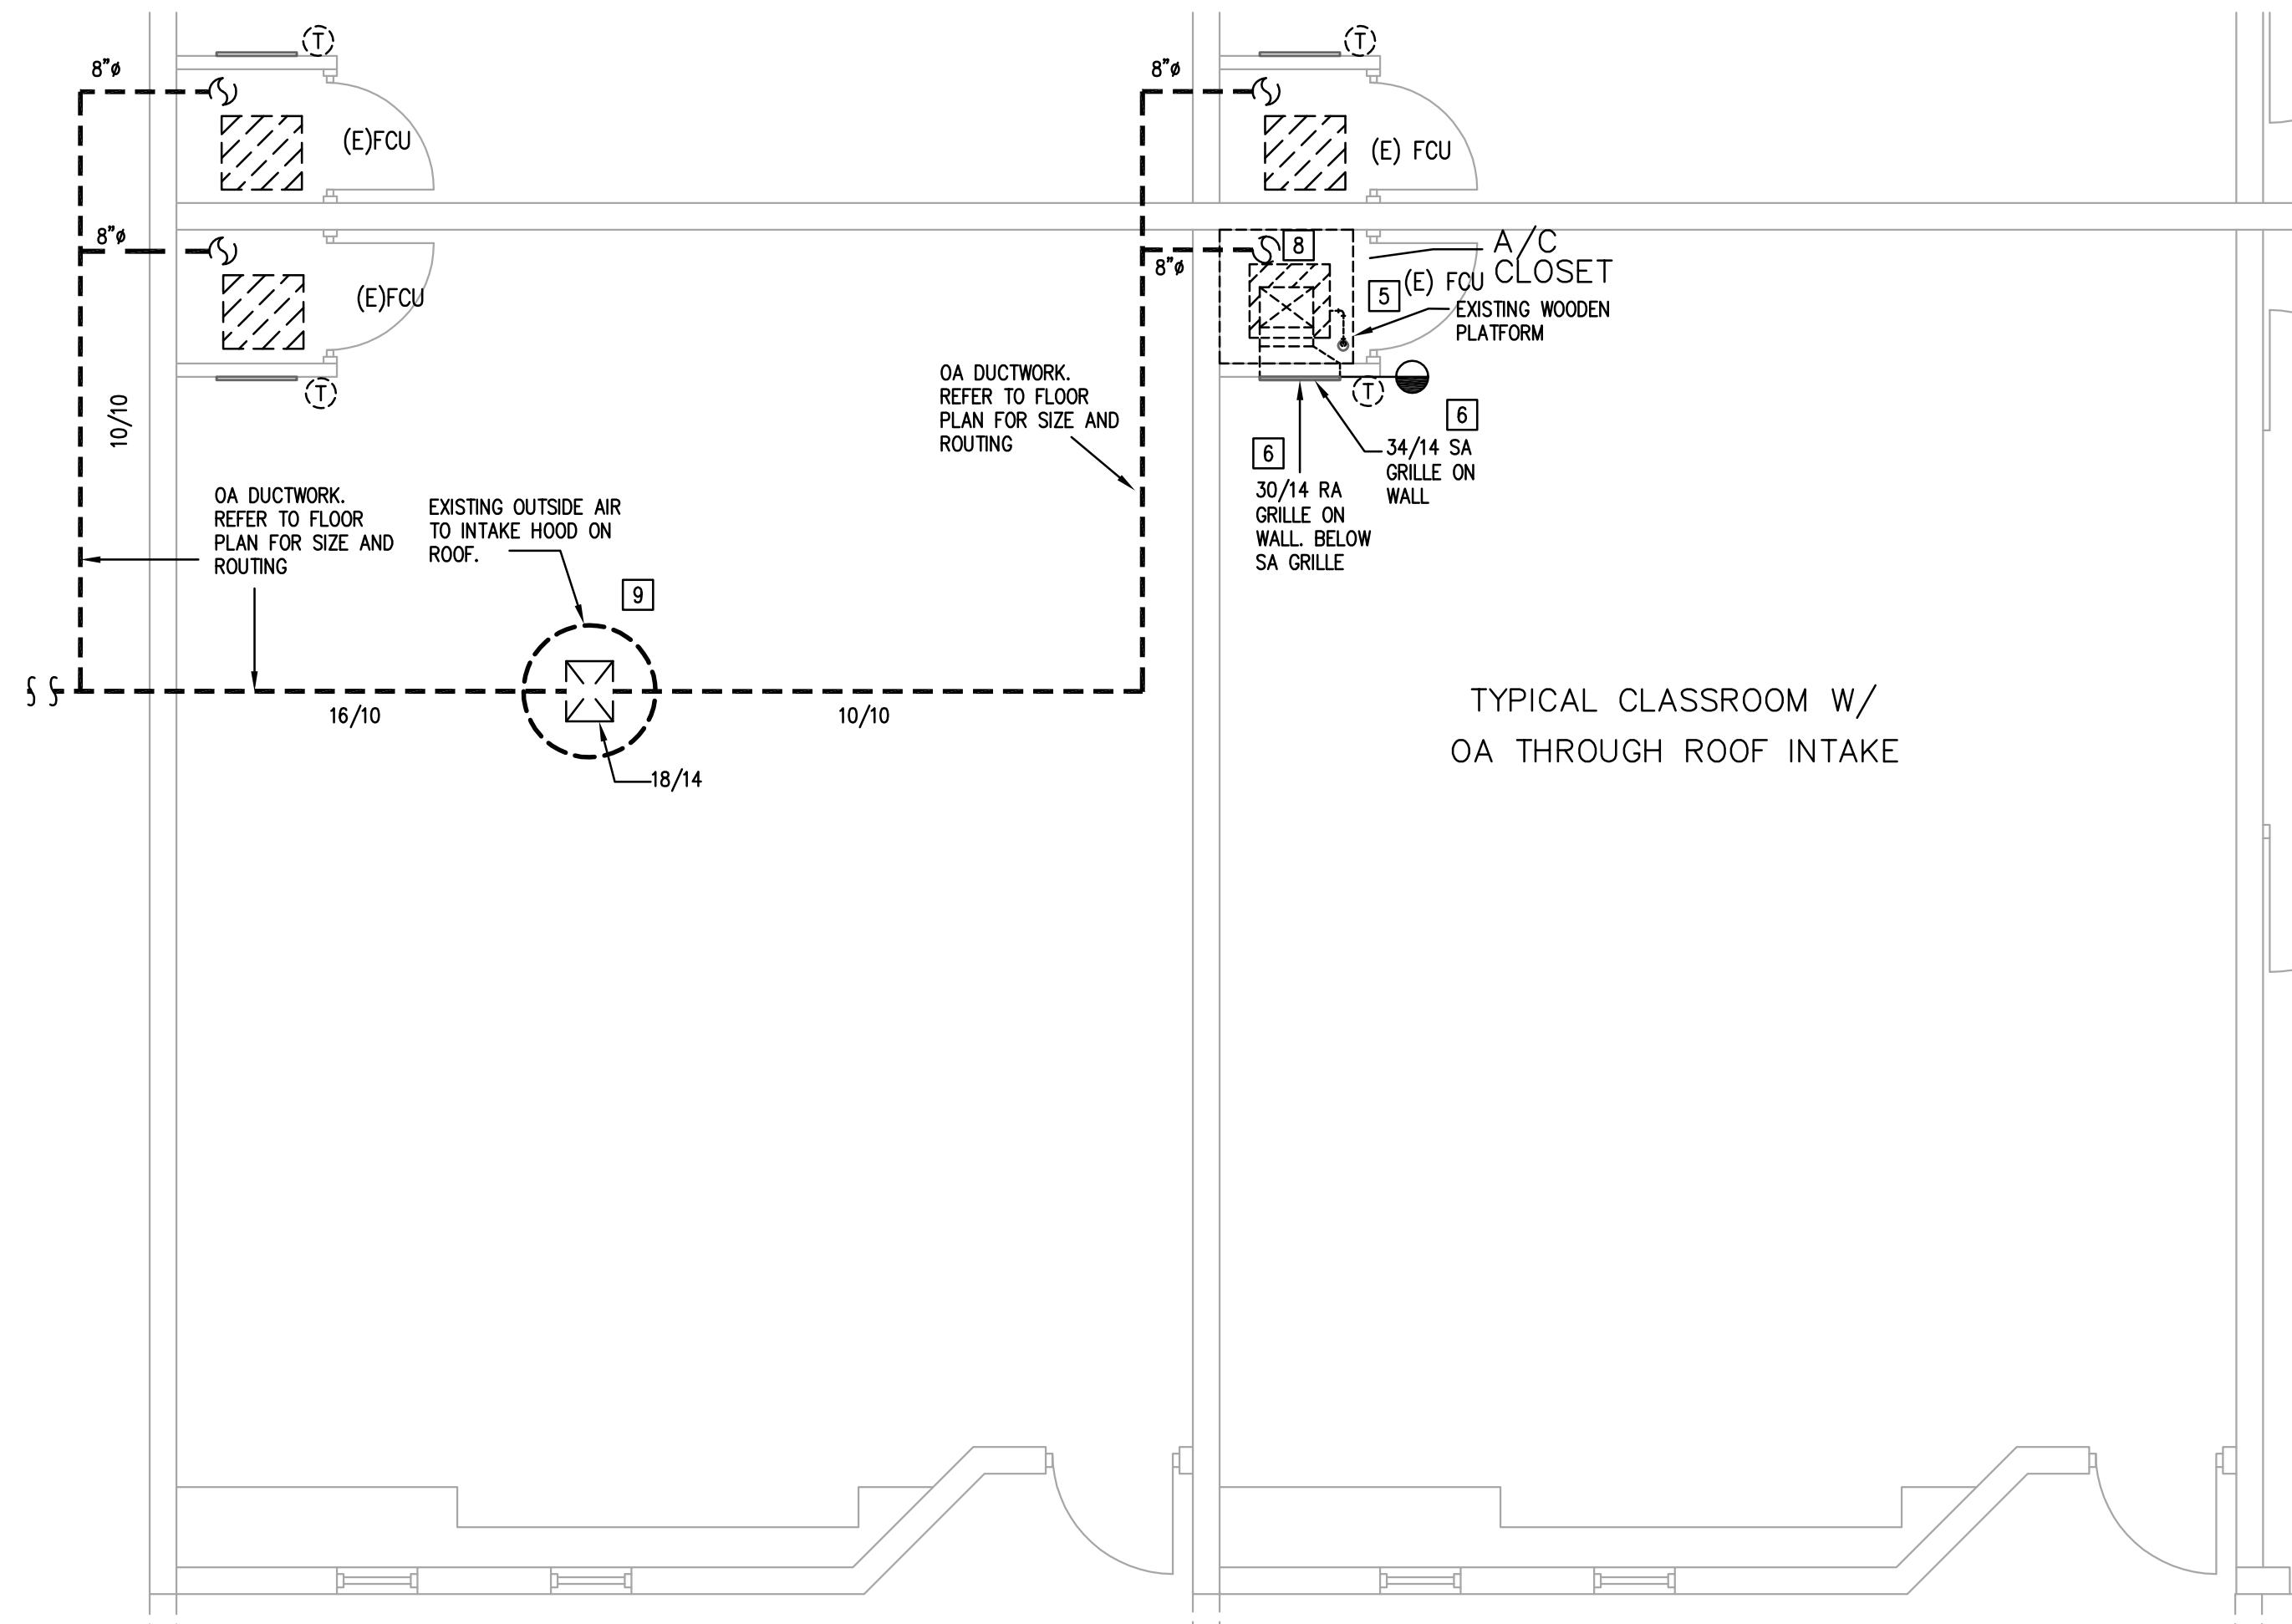 T
T
8"ø
8"ø
(E)FCU
(E) FCU
8"ø
8
A/C
CLOSET
8"ø
(E)FCU
5
(E) FCU
EXISTING WOODEN
PLATFORM
T
T
10/10
OA DUCTWORK.
REFER TO FLOOR
PLAN FOR SIZE AND
ROUTING
6
34/14 SA
GRILLE ON
WALL
6
30/14 RA
GRILLE ON
WALL. BELOW
SA GRILLE
OA DUCTWORK.
REFER TO FLOOR
PLAN FOR SIZE AND
ROUTING
EXISTING OUTSIDE AIR
TO INTAKE HOOD ON
ROOF.
9
16/10
10/10
18/14
TYPICAL CLASSROOM W/
OA THROUGH ROOF INTAKE